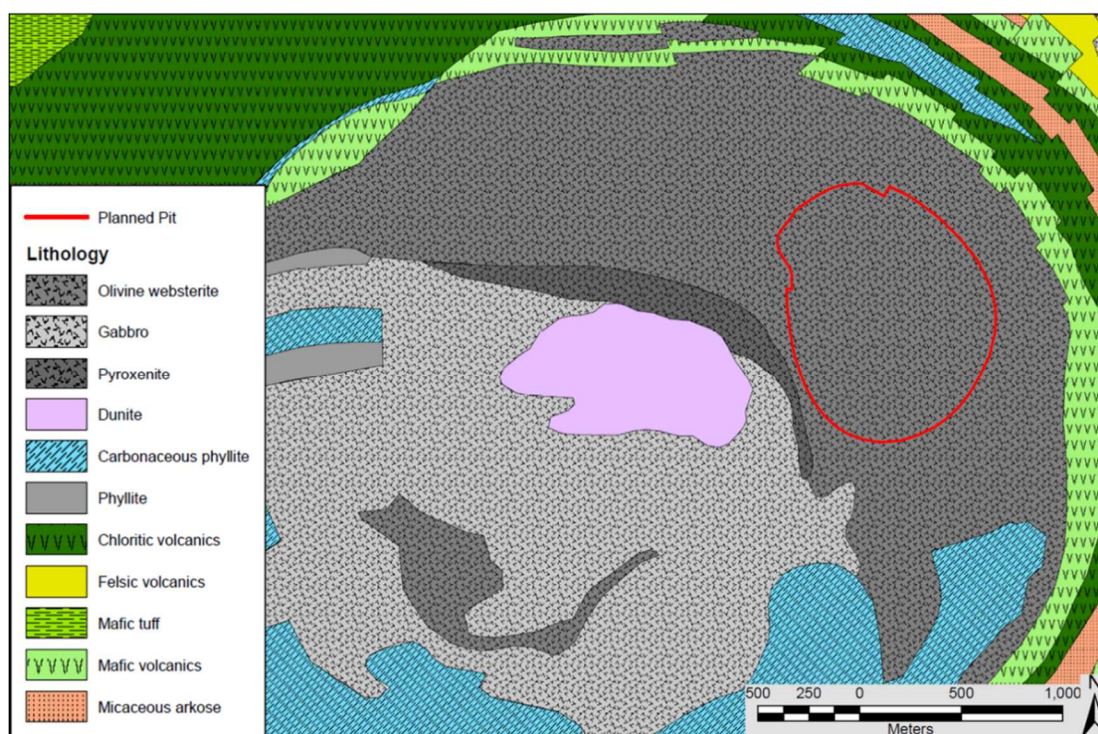 Planned Pit
Lithology
Olivine websterite
Gabbro
Pyroxenite
Dunite
Carbonaceous phyllite
Phyllite
Chloritic volcanics
Felsic volcanics
Mafic tuff
Mafic volcanics
Micaceous arkose
500 250 0 500 1,000
Meters
N